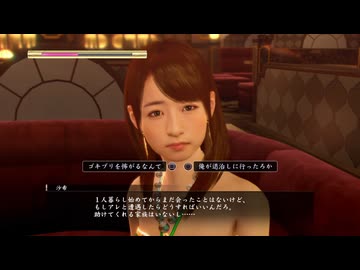 ゴキブリを怖がるなんて
俺が退治しに行ったろか
沙希
1人暮らし始めてからまだ会ったことはないけど、
もしアレと遭遇したらどうすればいいんだろ。
助けてくれる家族はいないし……